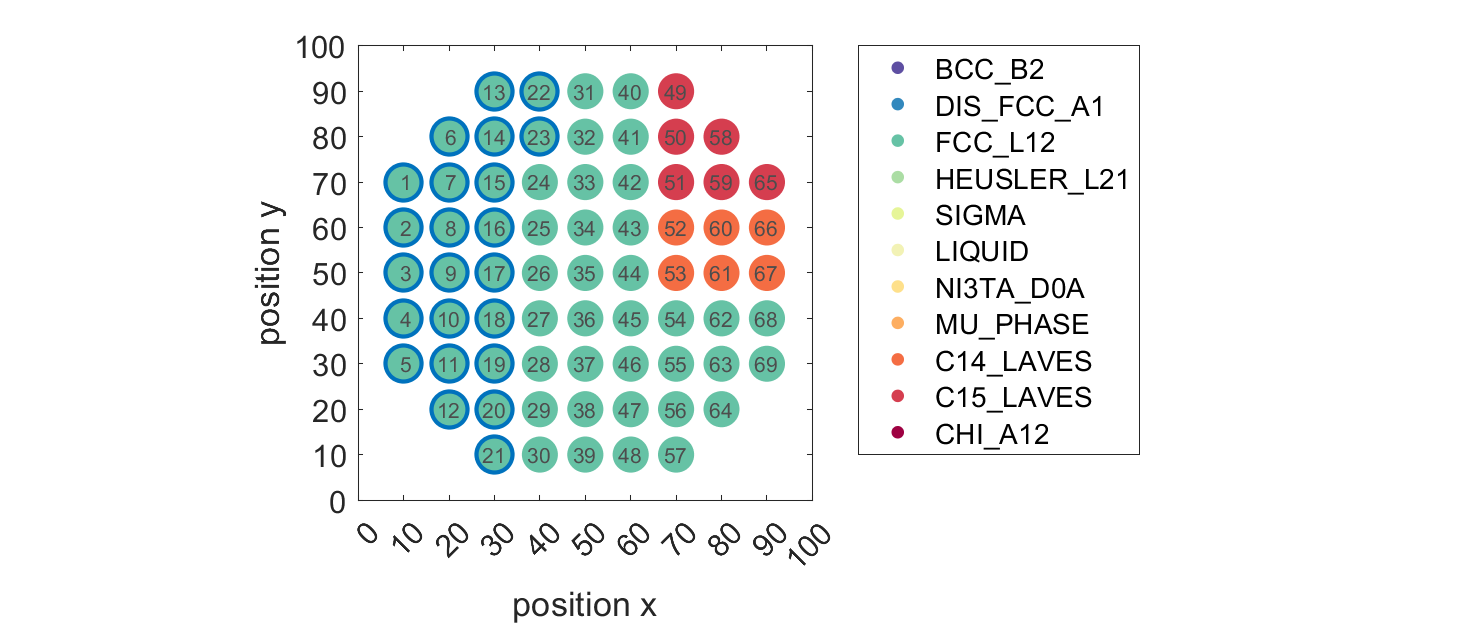 100
90
80
70
60
50
40
30
20
10
0
position y
13 22 31 40 49
6 14 23 32 41 50 58
1 7 15 24 33 42 51 59 65
2 8 16 25 34 43 52 60 66
3 9 17 26 35 44 53 61 67
4 10 18 27 36 45 54 62 68
5 11 19 28 37 46 55 63 69
12 20 29 38 47 56 64
21 30 39 48 57
0 10 20 30 40 50 60 70 80 90 100
position x
BCC_B2
DIS_FCC_A1
FCC_L12
HEUSLER_L21
SIGMA
LIQUID
NI3TA_D0A
MU_PHASE
C14_LAVES
C15_LAVES
CHI_A12